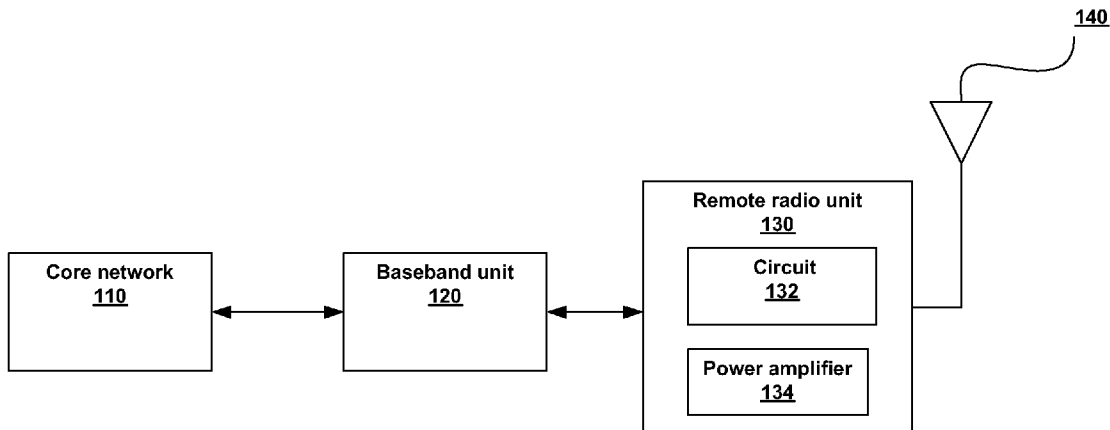 140
Remote radio unit
130
Core network
110
Baseband unit
120
Circuit
132
Power amplifier
134